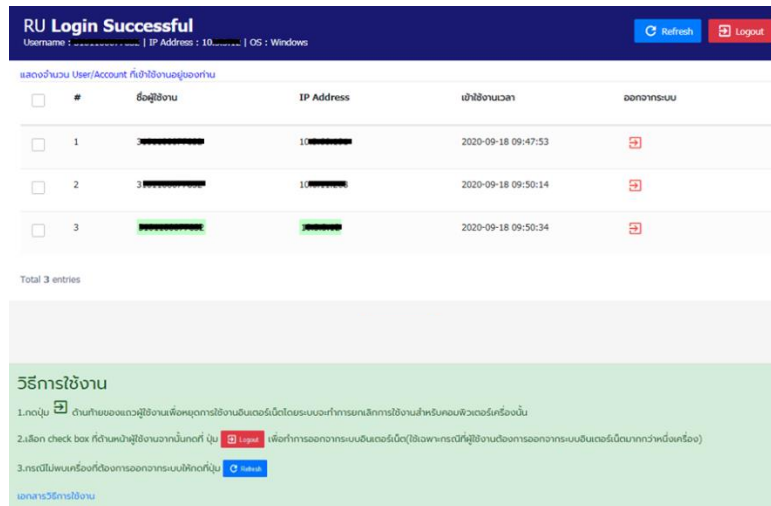 RU Login Successful
Username : | IP Address : 10. | OS : Windows
Refresh
Logout
แสดงจำนวน User/Account ที่เข้าใช้งานอยู่ของท่าน
# ชื่อผู้ใช้งาน IP Address เข้าใช้งานเวลา ออกจากระบบ
1 3 10 2020-09-18 09:47:53
2 3 10 2020-09-18 09:50:14
3 2020-09-18 09:50:34
Total 3 entries
วิธีการใช้งาน
1.กดปุ่ม ด้านท้ายของแถวผู้ใช้งานเพื่อหยุดการใช้งานอินเตอร์เน็ตโดยระบบจะทำการยกเลิกการใช้งานสำหรับคอมพิวเตอร์เครื่องนั้น
2.เลือก check box ที่ด้านหน้าผู้ใช้งานจากนั้นกดที่ ปุ่ม Logout เพื่อทำการออกจากระบบอินเตอร์เน็ต(ใช้เฉพาะกรณีที่ผู้ใช้งานต้องการออกจากระบบอินเตอร์เน็ตมากกว่าหนึ่งเครื่อง)
3.กรณีไม่พบเครื่องที่ต้องการออกจากระบบให้กดที่ปุ่ม Refresh
เอกสารวิธีการใช้งาน